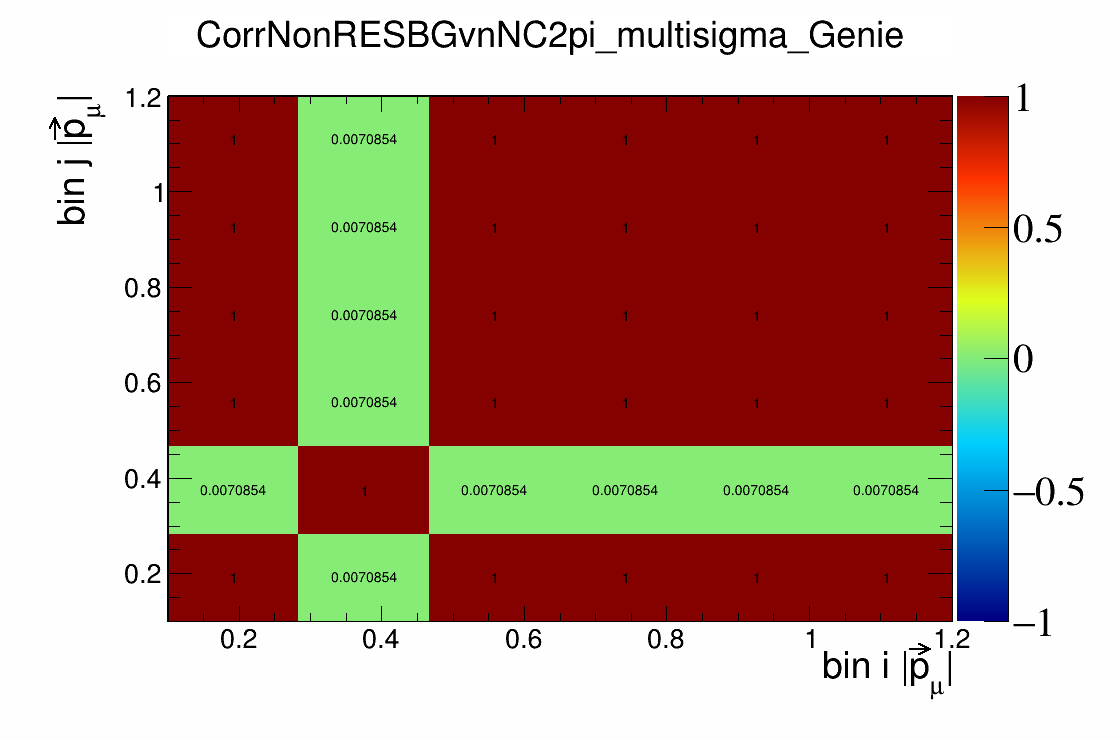 CorrNonRESBGvnNC2pi_multisigma_Genie
bin j |p⃗μ|
1.2
1
0.8
0.6
0.4
0.2
1 0.0070854 1 1 1 1
1 0.0070854 1 1 1 1
1 0.0070854 1 1 1 1
1 0.0070854 1 1 1 1
0.0070854 1 0.0070854 0.0070854 0.0070854 0.0070854
1 0.0070854 1 1 1 1
0.2 0.4 0.6 0.8 1 1.2
bin i |p⃗μ|
1
0.5
0
−0.5
−1